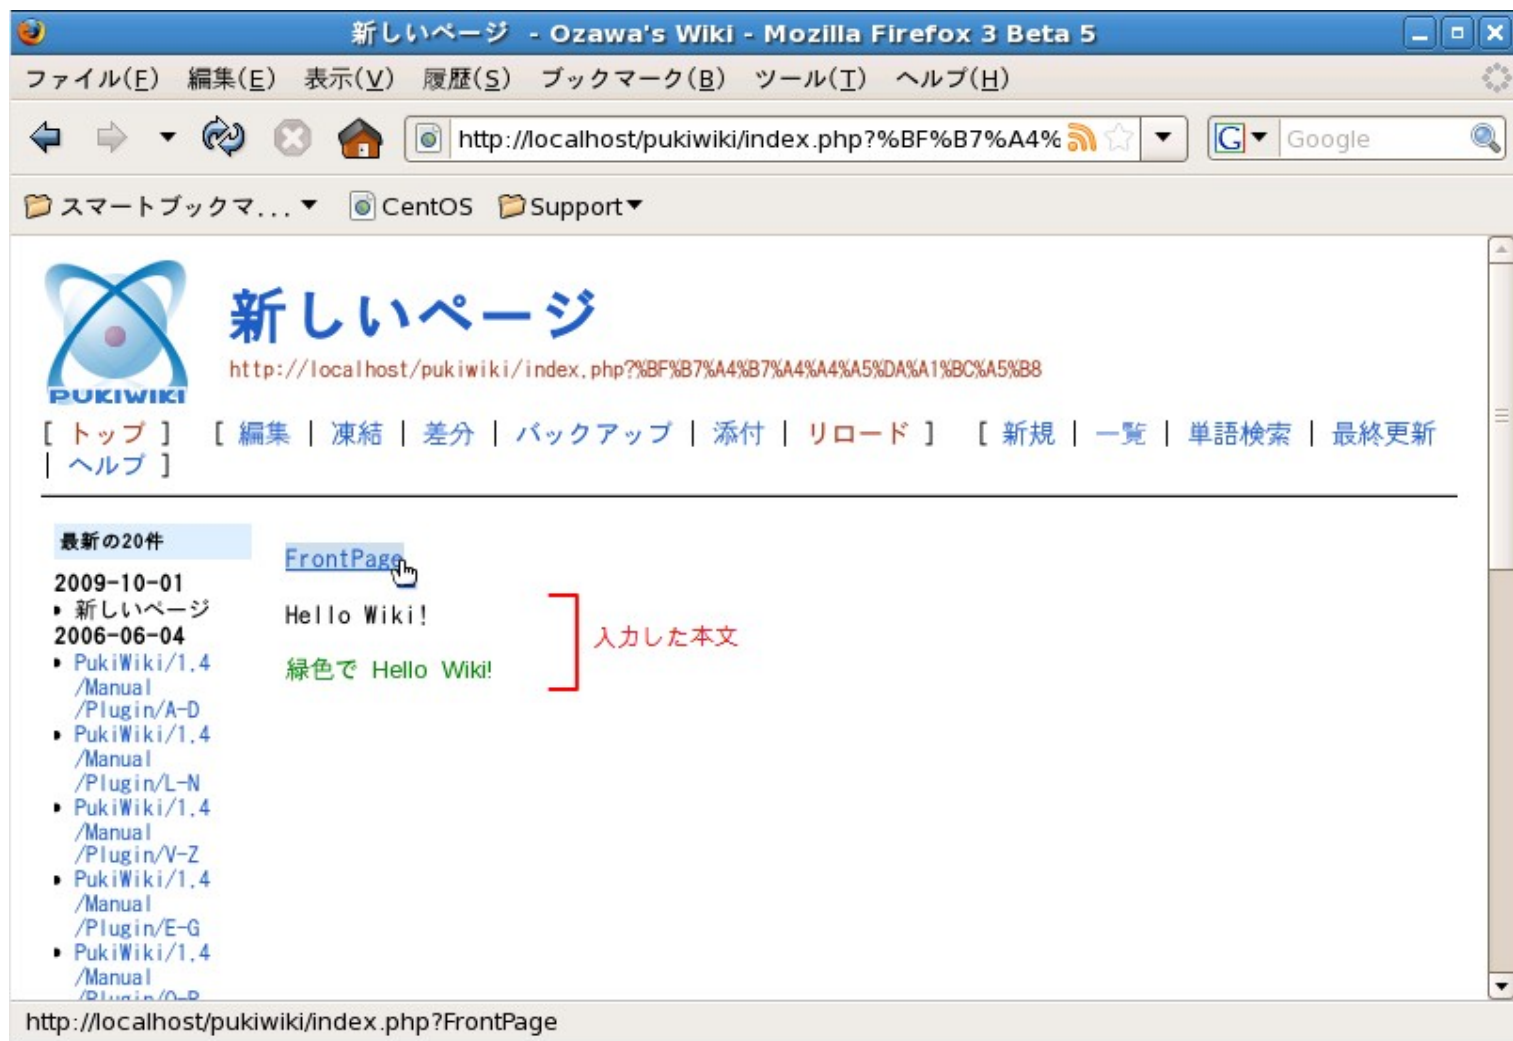 新しいページ - Ozawa's Wiki - Mozilla Firefox 3 Beta 5
ファイル(F) 編集(E) 表示(V) 履歴(S) ブックマーク(B) ツール(T) ヘルプ(H)
http://localhost/pukiwiki/index.php?%BF%B7%A4% G Google
スマートブックマ... CentOS Support
新しいページ
http://localhost/pukiwiki/index.php?%BF%B7%A4%B7%A4%A4%A5%DA%A1%BC%A5%B8
PUKIWIKI
[ トップ ] [ 編集 | 凍結 | 差分 | バックアップ | 添付 | リロード ] [ 新規 | 一覧 | 単語検索 | 最終更新
| ヘルプ ]
最新の20件
2009-10-01
新しいページ
2006-06-04
PukiWiki/1.4
/Manual
/Plugin/A-D
PukiWiki/1.4
/Manual
/Plugin/L-N
PukiWiki/1.4
/Manual
/Plugin/V-Z
PukiWiki/1.4
/Manual
/Plugin/E-G
PukiWiki/1.4
/Manual
/Plugin/O-R
FrontPage
Hello Wiki!
緑色で Hello Wiki!
入力した本文
http://localhost/pukiwiki/index.php?FrontPage